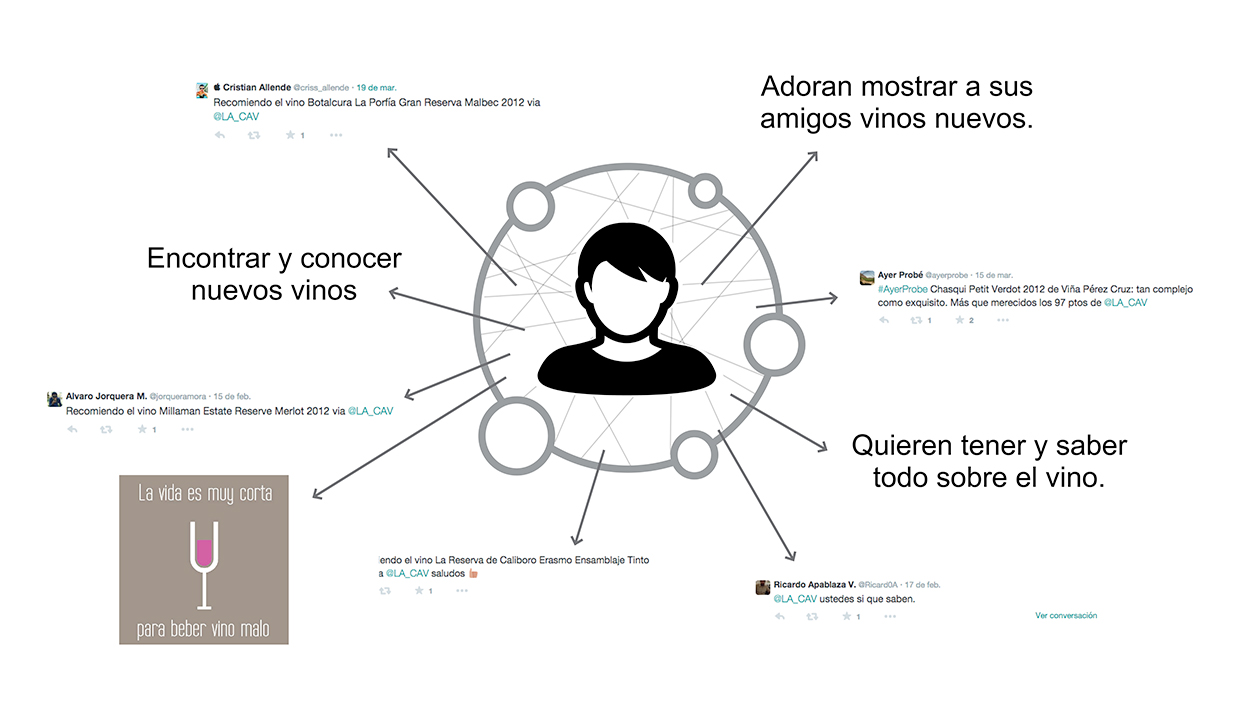 Cristian Allende @criss_allende · 19 de mar.
Recomiendo el vino Botalcura La Porfía Gran Reserva Malbec 2012 via
@LA_CAV
1
Adoran mostrar a sus
amigos vinos nuevos.
Encontrar y conocer
nuevos vinos
Ayer Probé @ayerprobe · 15 de mar.
#AyerProbe Chasqui Petit Verdot 2012 de Viña Pérez Cruz: tan complejo
como exquisito. Más que merecidos los 97 ptos de @LA_CAV
1 2
Alvaro Jorquera M. @jorqueramora · 15 de feb.
Recomiendo el vino Millaman Estate Reserve Merlot 2012 via @LA_CAV
1
Quieren tener y saber
todo sobre el vino.
La vida es muy corta
para beber vino malo
iendo el vino La Reserva de Caliboro Erasmo Ensamblaje Tinto
a @LA_CAV saludos
1
Ricardo Apablaza V. @Ricard0A · 17 de feb.
@LA_CAV ustedes si que saben.
1
Ver conversación